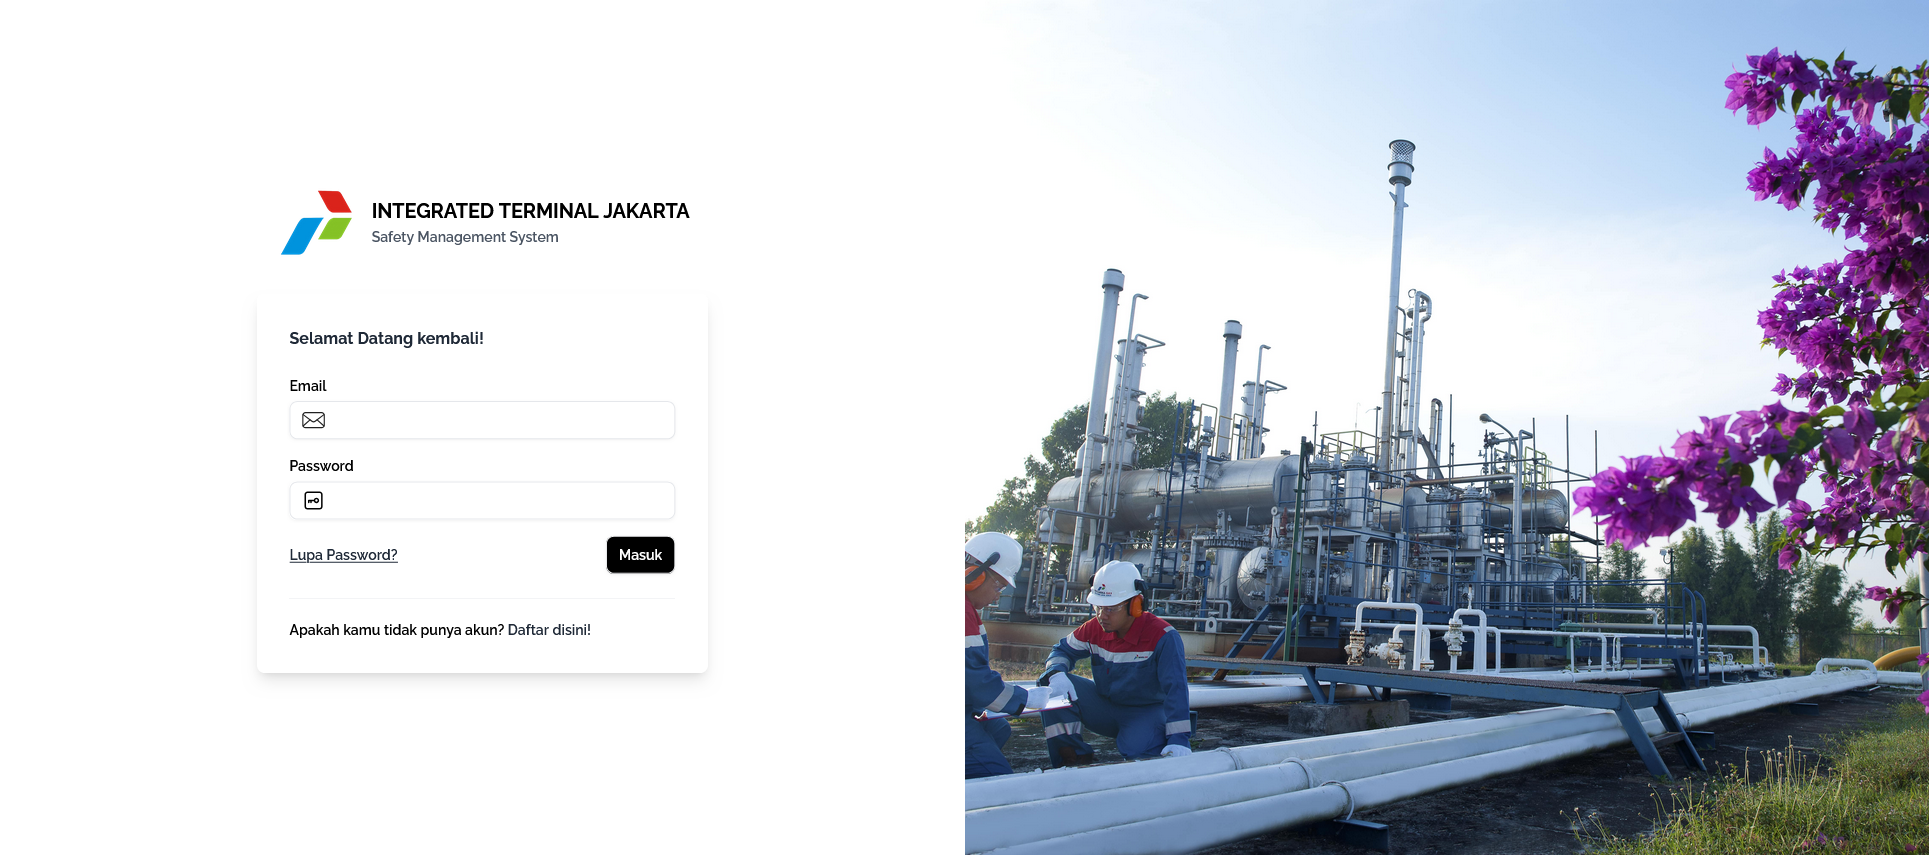 INTEGRATED TERMINAL JAKARTA
Safety Management System
Selamat Datang kembali!
Email
Password
Lupa Password?
Masuk
Apakah kamu tidak punya akun? Daftar disini!